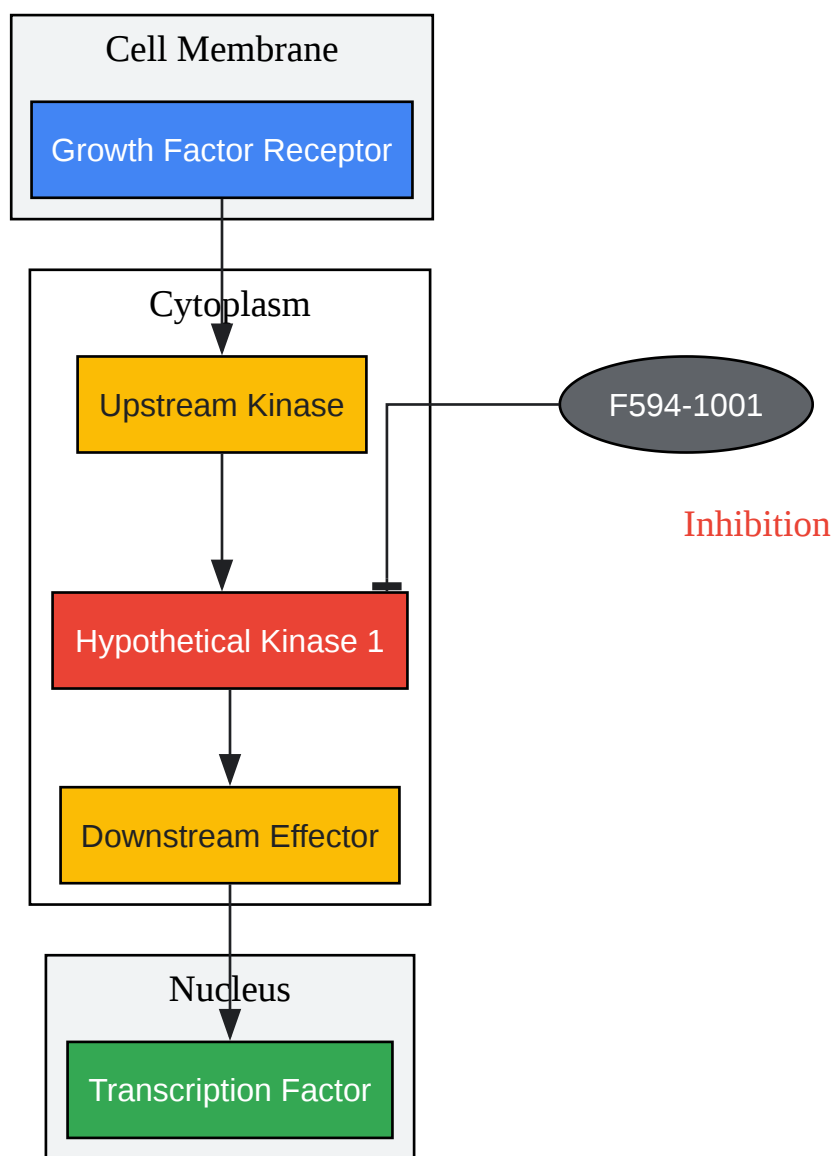 Cell Membrane
Growth Factor Receptor
Cytoplasm
Upstream Kinase
F594-1001
Inhibition
Hypothetical Kinase 1
Downstream Effector
Nucleus
Transcription Factor